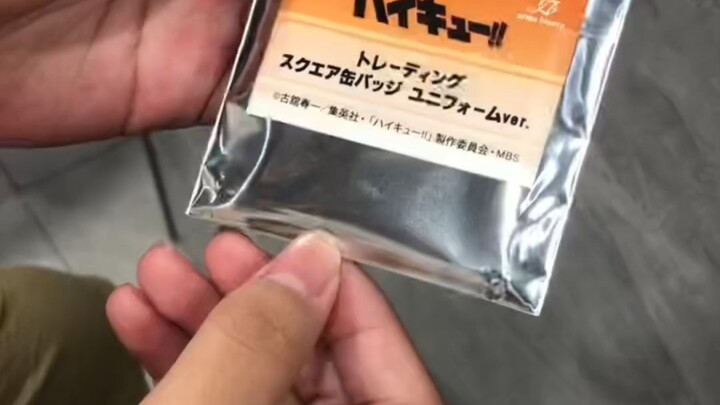 ハイキュー!!
トレーディング
スクエア缶バッジ ユニフォームver.
©古舘春一／集英社・「ハイキュー!!」製作委員会・MBS